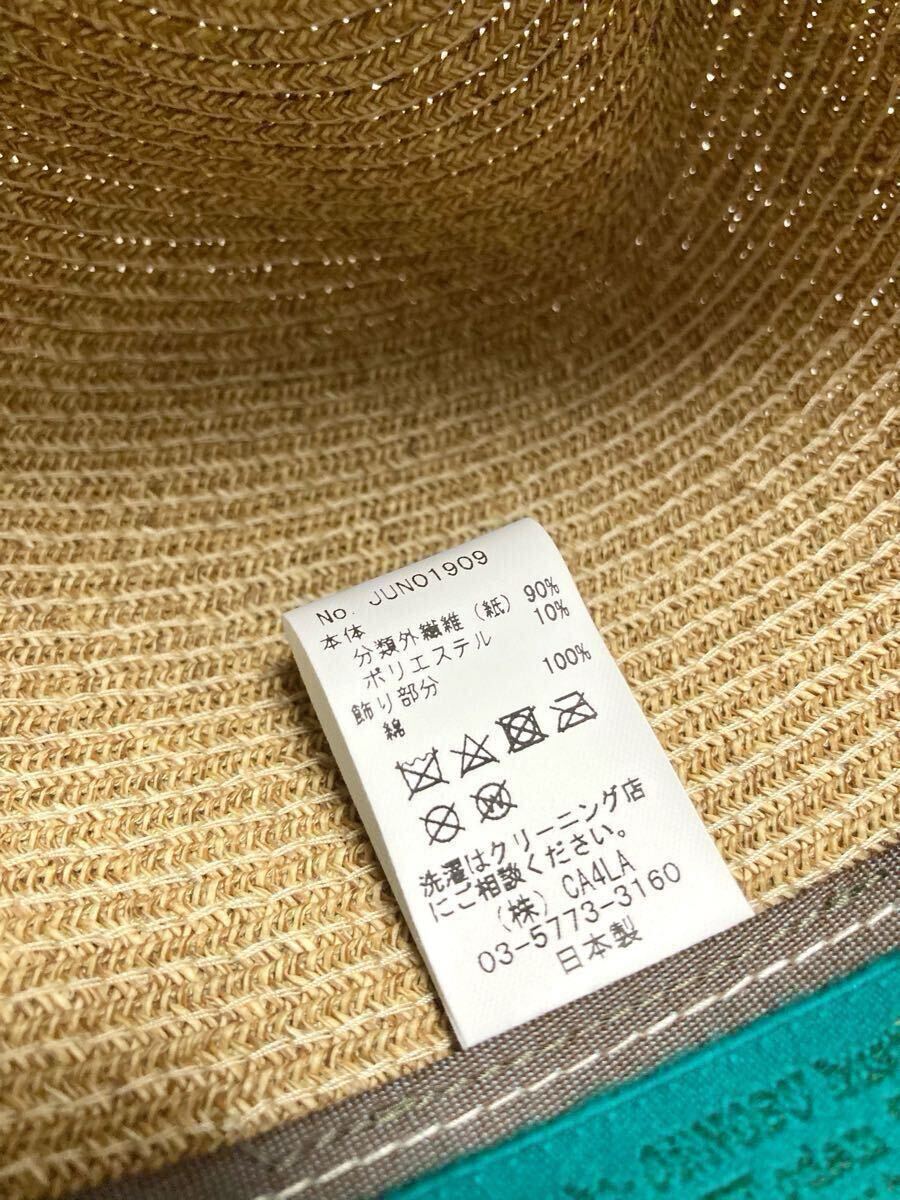 No. JUN01909
本体
分類外繊維（紙） 90%
ポリエステル 10%
飾り部分
綿 100%
洗濯はクリーニング店
にご相談ください。
（株）CA4LA
03-5773-3160
日本製